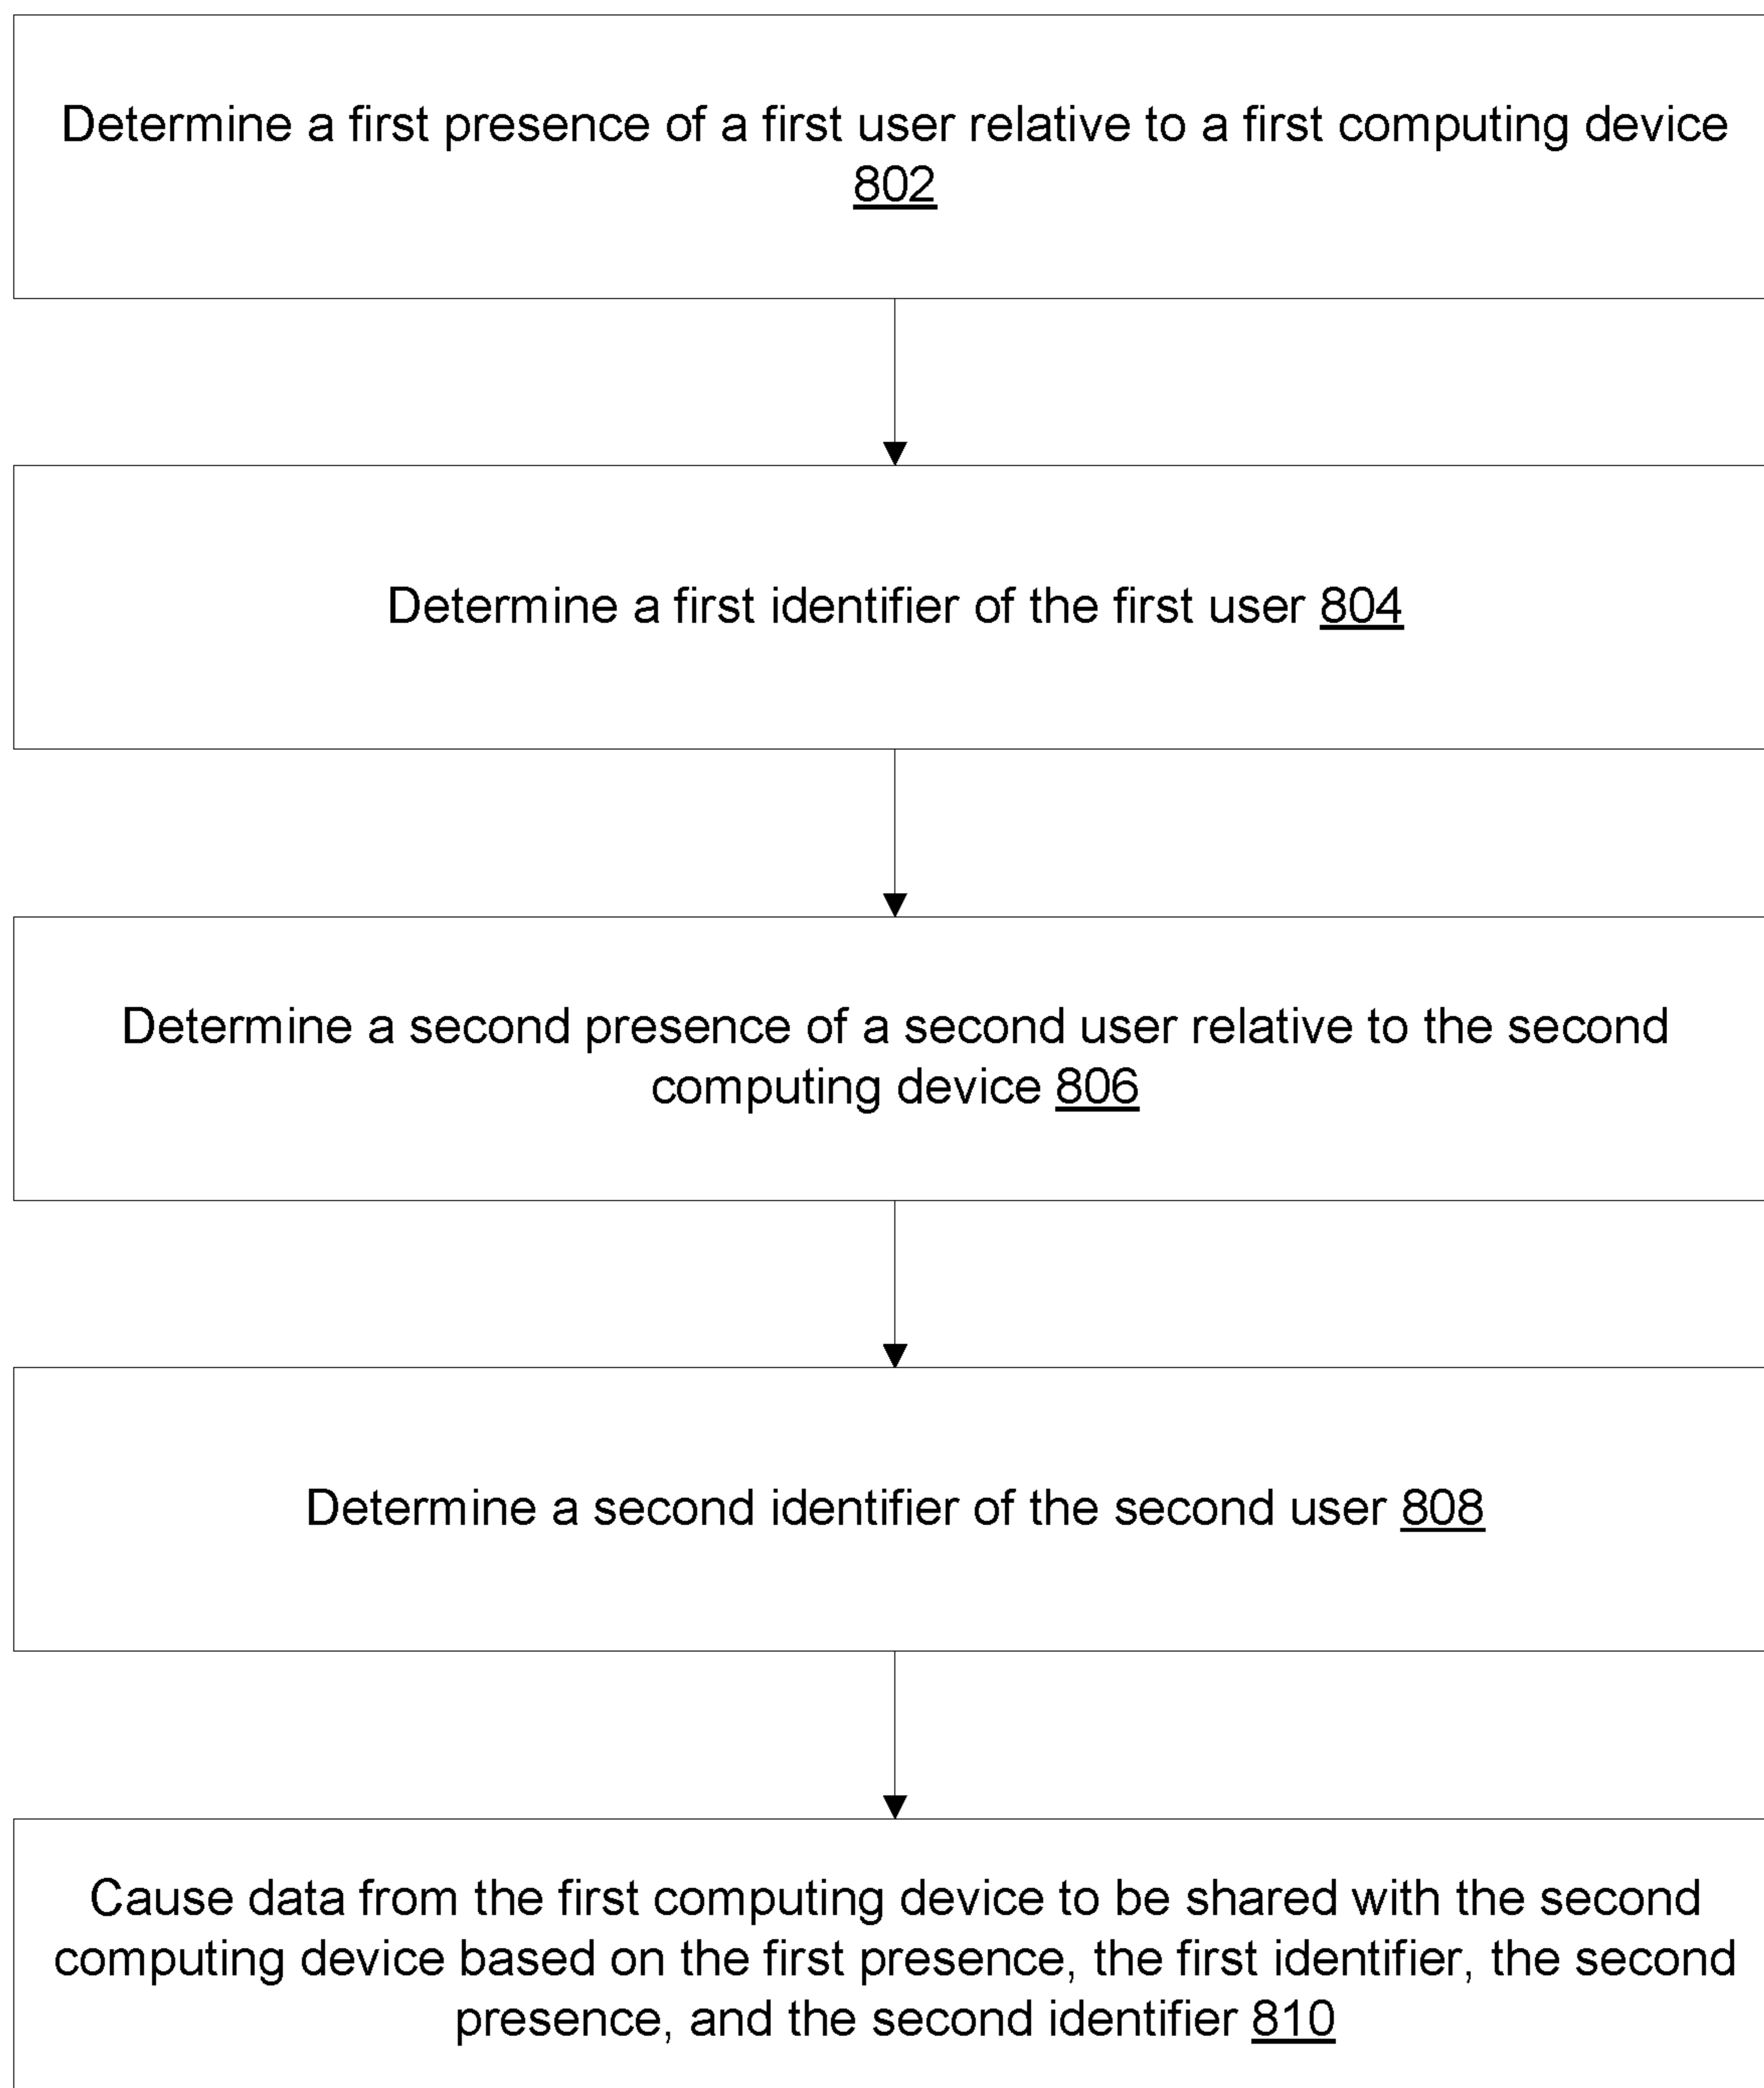 Determine a first presence of a first user relative to a first computing device
802
Determine a first identifier of the first user 804
Determine a second presence of a second user relative to the second
computing device 806
Determine a second identifier of the second user 808
Cause data from the first computing device to be shared with the second
computing device based on the first presence, the first identifier, the second
presence, and the second identifier 810